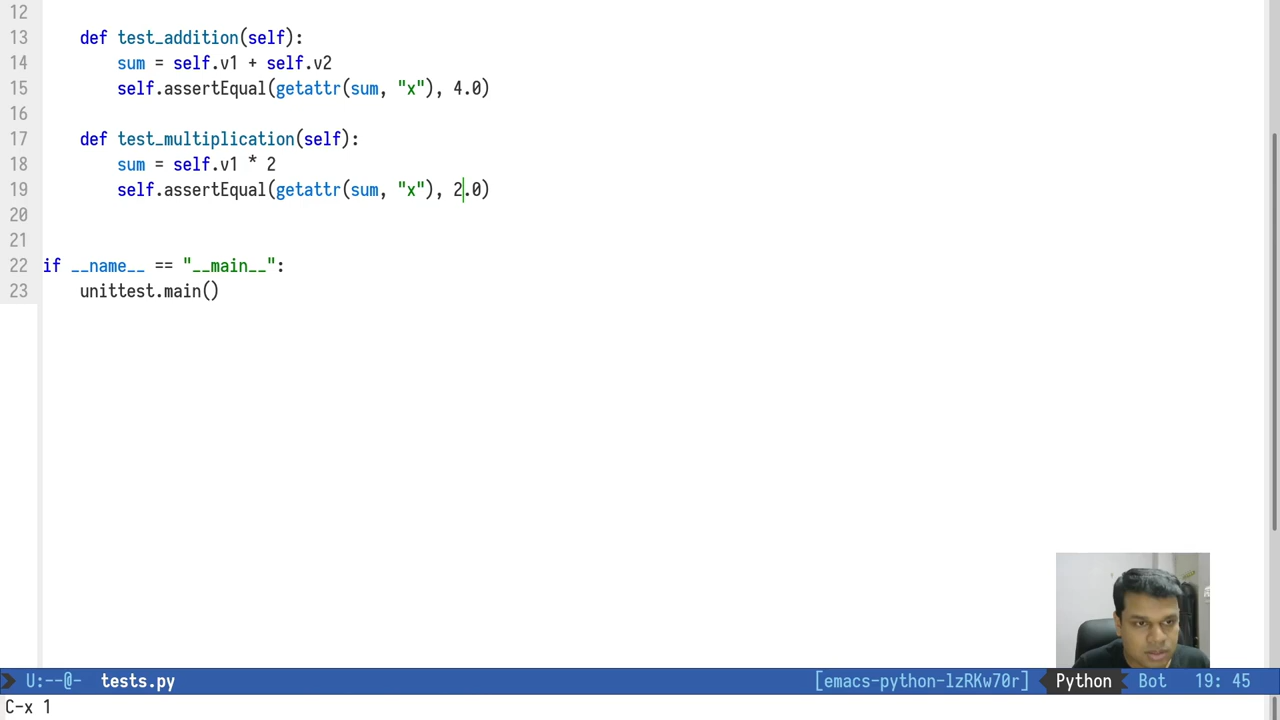 12
13 def test_addition(self):
14 sum = self.v1 + self.v2
15 self.assertEqual(getattr(sum, "x"), 4.0)
16
17 def test_multiplication(self):
18 sum = self.v1 * 2
19 self.assertEqual(getattr(sum, "x"), 2.0)
20
21
22 if __name__ == "__main__":
23 unittest.main()
U:--@- tests.py [emacs-python-lzRKw70r] Python Bot 19: 45
C-x 1